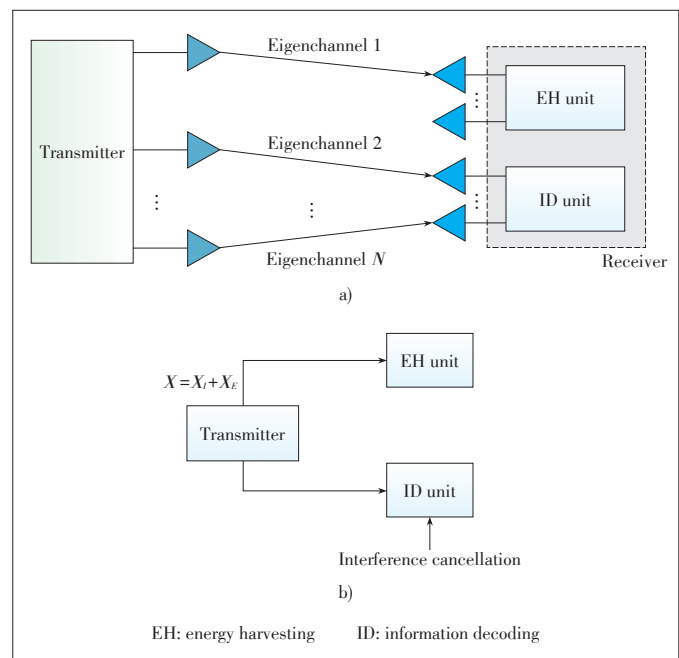 Eigenchannel 1
EH unit
Transmitter
Eigenchannel 2
ID unit
Eigenchannel N
Receiver
a)
EH unit
X=X_I+X_E
Transmitter
ID unit
Interference cancellation
b)
EH: energy harvesting ID: information decoding